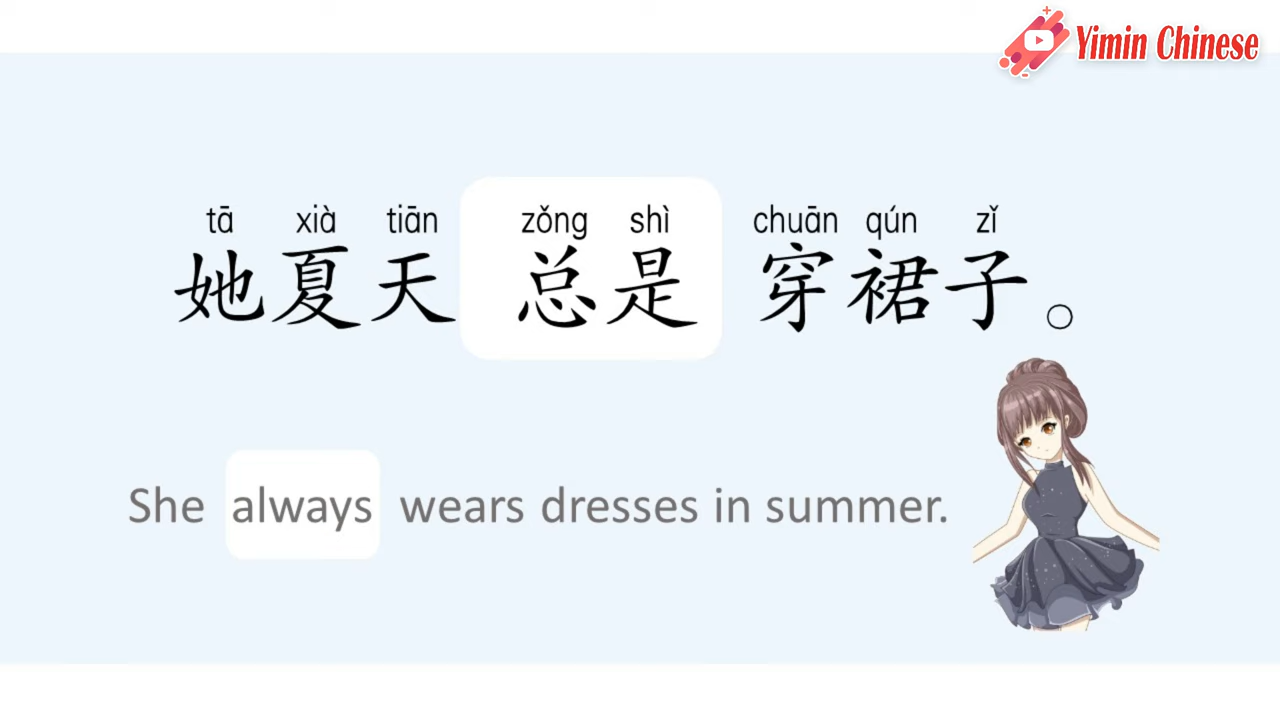 Yimin Chinese
tā xià tiān zǒng shì chuān qún zǐ
她夏天 总是 穿裙子。
She always wears dresses in summer.